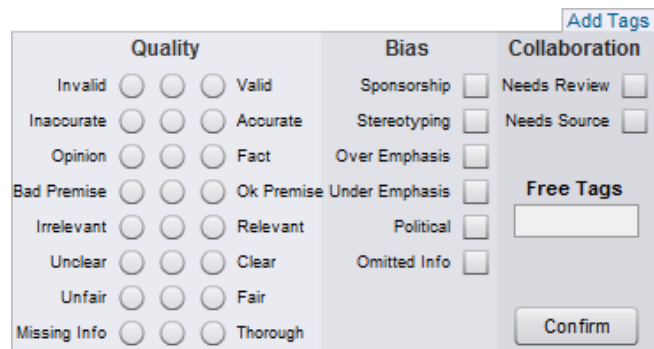 Add Tags
Quality Bias Collaboration
Invalid Valid Sponsorship Needs Review
Inaccurate Accurate Stereotyping Needs Source
Opinion Fact Over Emphasis
Bad Premise Ok Premise Under Emphasis Free Tags
Irrelevant Relevant Political
Unclear Clear Omitted Info
Unfair Fair
Missing Info Thorough Confirm